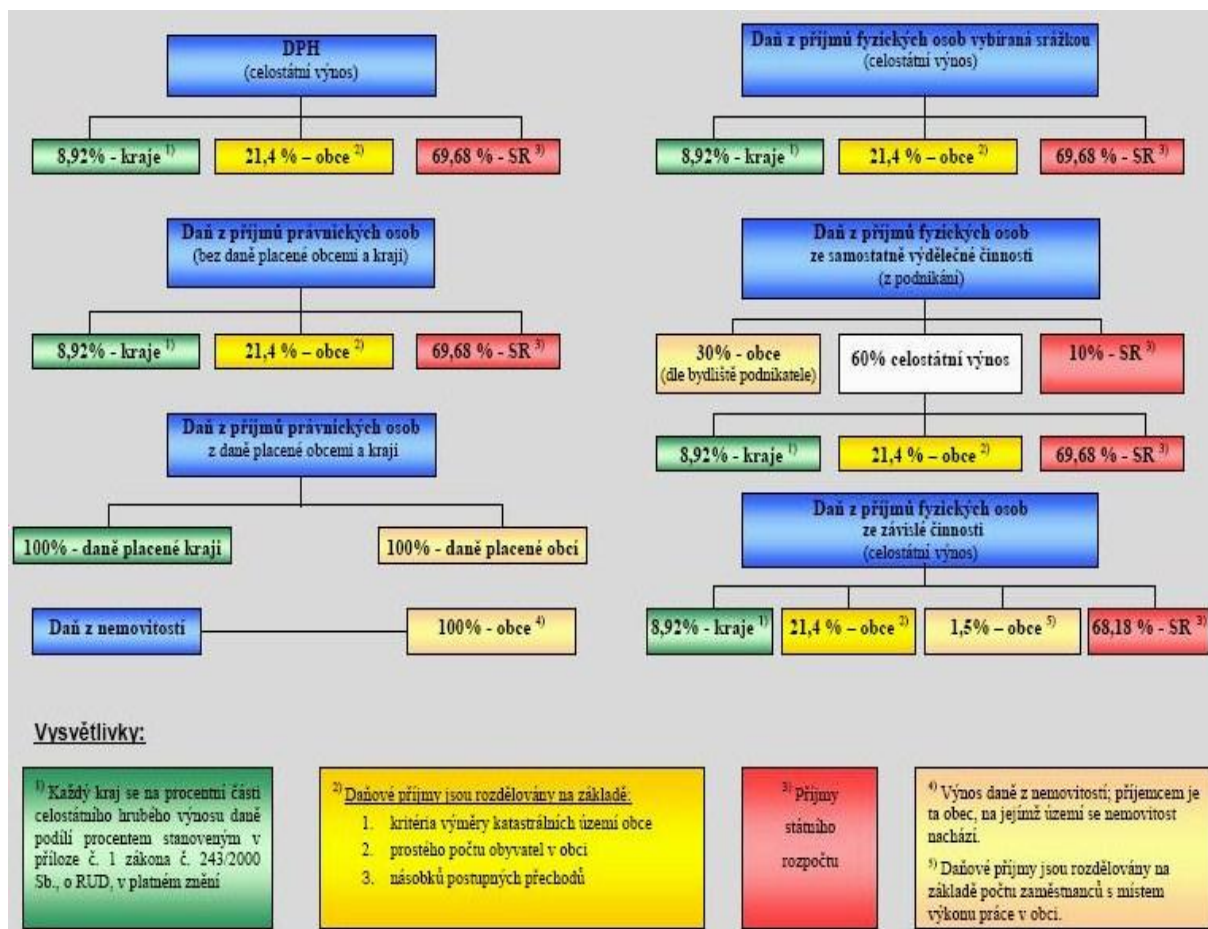 DPH
(celostátní výnos)
8,92% - kraje 1)
21,4 % – obce 2)
69,68 % - SR 3)
Daň z příjmů právnických osob
(bez daně placené obcemi a kraji)
8,92% - kraje 1)
21,4 % – obce 2)
69,68 % - SR 3)
Daň z příjmů právnických osob
z daně placené obcemi a kraji
100% - daně placené kraji
100% - daně placené obcí
Daň z nemovitostí
100% - obce 4)
Daň z příjmů fyzických osob vybíraná srážkou
(celostátní výnos)
8,92% - kraje 1)
21,4 % – obce 2)
69,68 % - SR 3)
Daň z příjmů fyzických osob
ze samostatně výdělečné činnosti
(z podnikání)
30% - obce
(dle bydliště podnikatele)
60% celostátní výnos
10% - SR 3)
8,92% - kraje 1)
21,4 % – obce 2)
69,68 % - SR 3)
Daň z příjmů fyzických osob
ze závislé činnosti
(celostátní výnos)
8,92% - kraje 1)
21,4 % – obce 2)
1,5% – obce 5)
68,18 % - SR 3)
Vysvětlivky:
1) Každý kraj se na procentní části
celostátního hrubého výnosu daně
podílí procentem stanoveným v
příloze č. 1 zákona č. 243/2000
Sb., o RUD, v platném znění
2) Daňové příjmy jsou rozdělovány na základě:
1. kritéria výměry katastrálních území obce
2. prostého počtu obyvatel v obci
3. násobků postupných přechodů
3) Příjmy
státního
rozpočtu
4) Výnos daně z nemovitostí; příjemcem je
ta obec, na jejímž území se nemovitost
nachází.
5) Daňové příjmy jsou rozdělovány na
základě počtu zaměstnanců s místem
výkonu práce v obci.